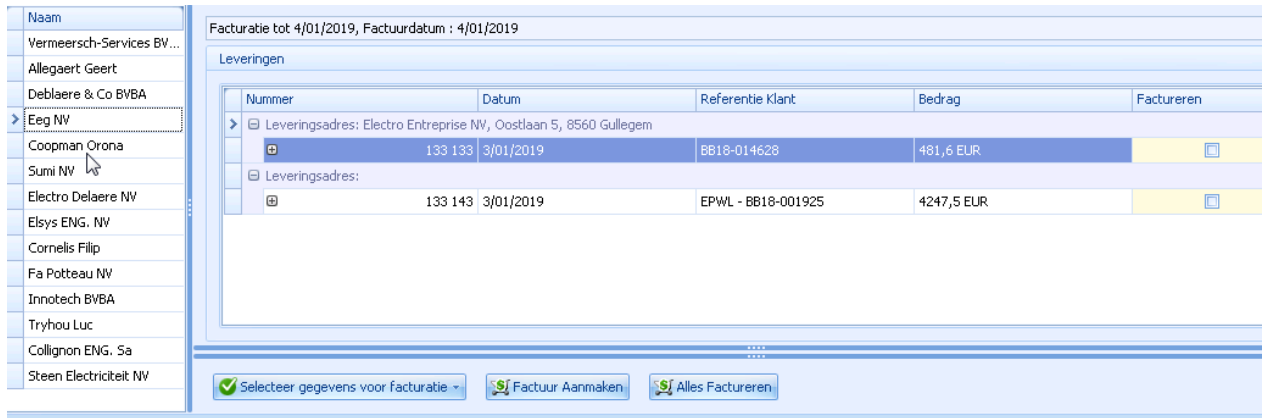 Naam
Vermeersch-Services BV...
Allegaert Geert
Deblaere & Co BVBA
Eeg NV
Coopman Orona
Sumi NV
Electro Delaere NV
Elsys ENG. NV
Cornelis Filip
Fa Potteau NV
Innotech BVBA
Tryhou Luc
Collignon ENG. Sa
Steen Electriciteit NV
Facturatie tot 4/01/2019, Factuurdatum : 4/01/2019
Leveringen
Nummer Datum Referentie Klant Bedrag Factureren
Leveringsadres: Electro Entreprise NV, Oostlaan 5, 8560 Gullegem
133 133 3/01/2019 BB18-014628 481,6 EUR
Leveringsadres:
133 143 3/01/2019 EPWL - BB18-001925 4247,5 EUR
Selecteer gegevens voor facturatie Factuur Aanmaken Alles Factureren